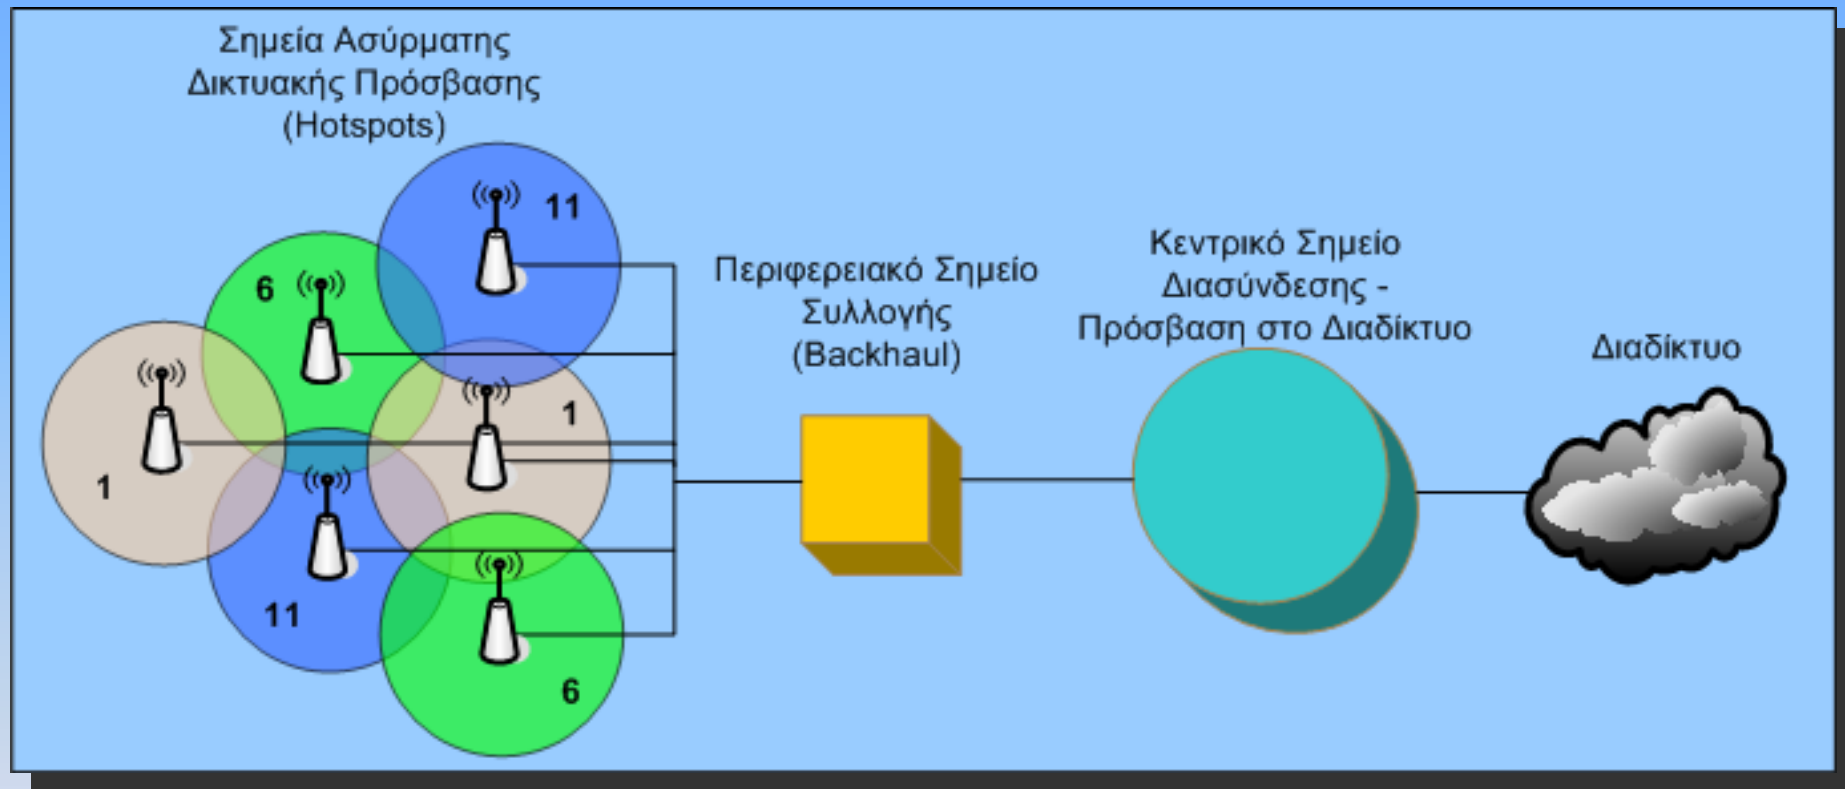 Σημεία Ασύρματης
Δικτυακής Πρόσβασης
(Hotspots)
11
6
1
1
11
6
Περιφερειακό Σημείο
Συλλογής
(Backhaul)
Κεντρικό Σημείο
Διασύνδεσης -
Πρόσβαση στο Διαδίκτυο
Διαδίκτυο